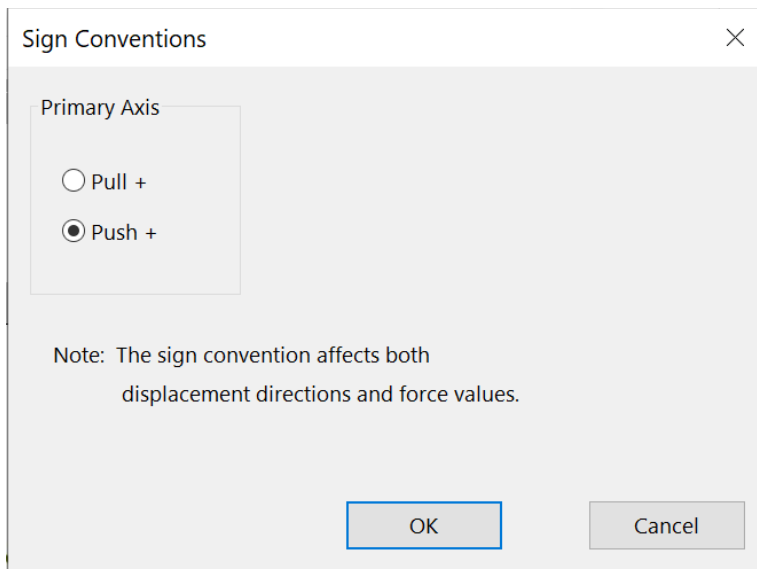 Sign Conventions
Primary Axis
Pull +
Push +
Note: The sign convention affects both
displacement directions and force values.
OK
Cancel